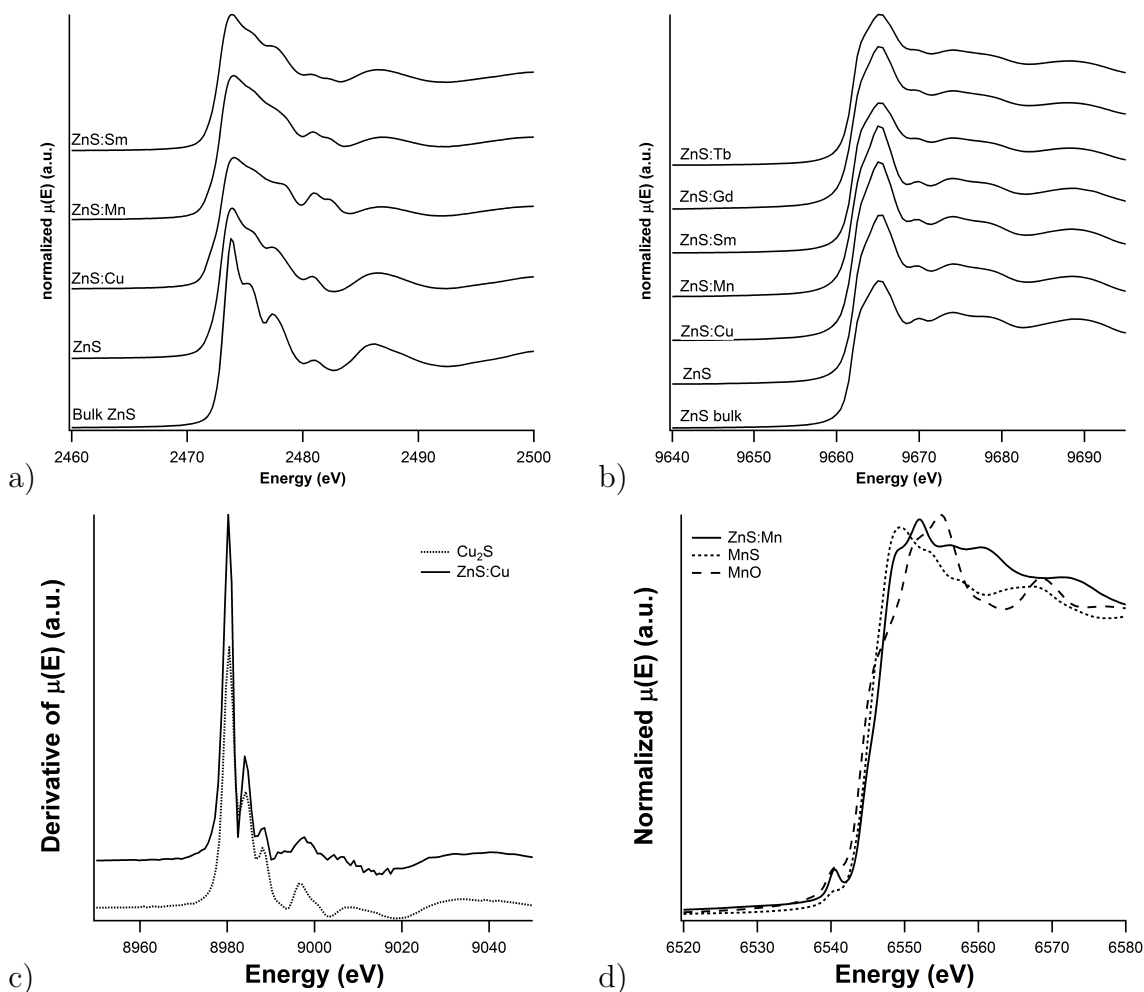 normalized μ(E) (a.u.)
ZnS:Sm
ZnS:Mn
ZnS:Cu
ZnS
Bulk ZnS
2460 2470 2480 2490 2500
Energy (eV)
a)
normalized μ(E) (a.u.)
ZnS:Tb
ZnS:Gd
ZnS:Sm
ZnS:Mn
ZnS:Cu
ZnS
ZnS bulk
9640 9650 9660 9670 9680 9690
Energy (eV)
b)
Derivative of μ(E) (a.u.)
Cu₂S
ZnS:Cu
8960 8980 9000 9020 9040
Energy (eV)
c)
Normalized μ(E) (a.u.)
ZnS:Mn
MnS
MnO
6520 6530 6540 6550 6560 6570 6580
Energy (eV)
d)